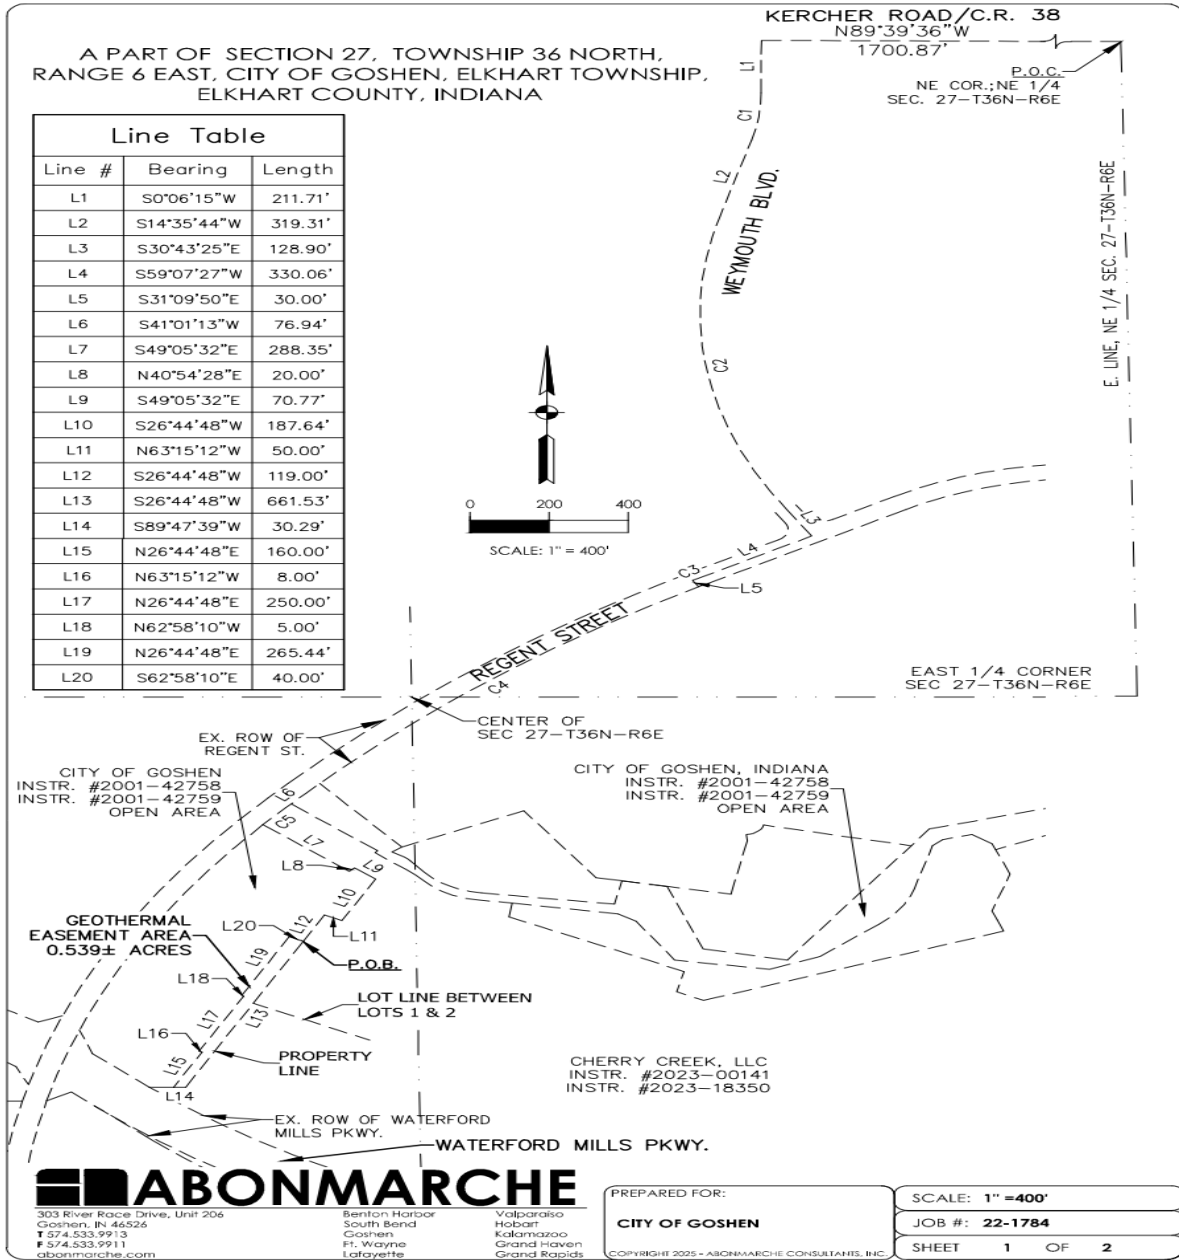 KERCHER ROAD/C.R. 38
N89°39'36"W
1700.87'
P.O.C.
NE COR.;NE 1/4
SEC. 27-T36N-R6E
A PART OF SECTION 27, TOWNSHIP 36 NORTH,
RANGE 6 EAST, CITY OF GOSHEN, ELKHART TOWNSHIP,
ELKHART COUNTY, INDIANA
Line Table
Line # Bearing Length
L1 S0°06'15"W 211.71'
L2 S14°35'44"W 319.31'
L3 S30°43'25"E 128.90'
L4 S59°07'27"W 330.06'
L5 S31°09'50"E 30.00'
L6 S41°01'13"W 76.94'
L7 S49°05'32"E 288.35'
L8 N40°54'28"E 20.00'
L9 S49°05'32"E 70.77'
L10 S26°44'48"W 187.64'
L11 N63°15'12"W 50.00'
L12 S26°44'48"W 119.00'
L13 S26°44'48"W 661.53'
L14 S89°47'39"W 30.29'
L15 N26°44'48"E 160.00'
L16 N63°15'12"W 8.00'
L17 N26°44'48"E 250.00'
L18 N62°58'10"W 5.00'
L19 N26°44'48"E 265.44'
L20 S62°58'10"E 40.00'
L1
C1
L2
WEYMOUTH BLVD.
C2
E. LINE, NE 1/4 SEC. 27-T36N-R6E
0 200 400
SCALE: 1" = 400'
L3
L4
C3
L5
REGENT STREET
C4
EAST 1/4 CORNER
SEC 27-T36N-R6E
CENTER OF
SEC 27-T36N-R6E
EX. ROW OF
REGENT ST.
CITY OF GOSHEN
INSTR. #2001-42758
INSTR. #2001-42759
OPEN AREA
CITY OF GOSHEN, INDIANA
INSTR. #2001-42758
INSTR. #2001-42759
OPEN AREA
L6
C5
L7
L8
L9
L10
L11
L12
L20
GEOTHERMAL
EASEMENT AREA
0.539± ACRES
P.O.B.
L19
L18
LOT LINE BETWEEN
LOTS 1 & 2
L17
L13
L16
PROPERTY
LINE
L15
L14
CHERRY CREEK, LLC
INSTR. #2023-00141
INSTR. #2023-18350
EX. ROW OF WATERFORD
MILLS PKWY.
WATERFORD MILLS PKWY.
ABONMARCHE
303 River Race Drive, Unit 206
Goshen, IN 46526
T 574.533.9913
F 574.533.9911
abonmarche.com
Benton Harbor
South Bend
Goshen
Ft. Wayne
Lafayette
Valparaiso
Hobart
Kalamazoo
Grand Haven
Grand Rapids
PREPARED FOR:
CITY OF GOSHEN
COPYRIGHT 2025 - ABONMARCHE CONSULTANTS, INC.
SCALE: 1" =400'
JOB #: 22-1784
SHEET 1 OF 2